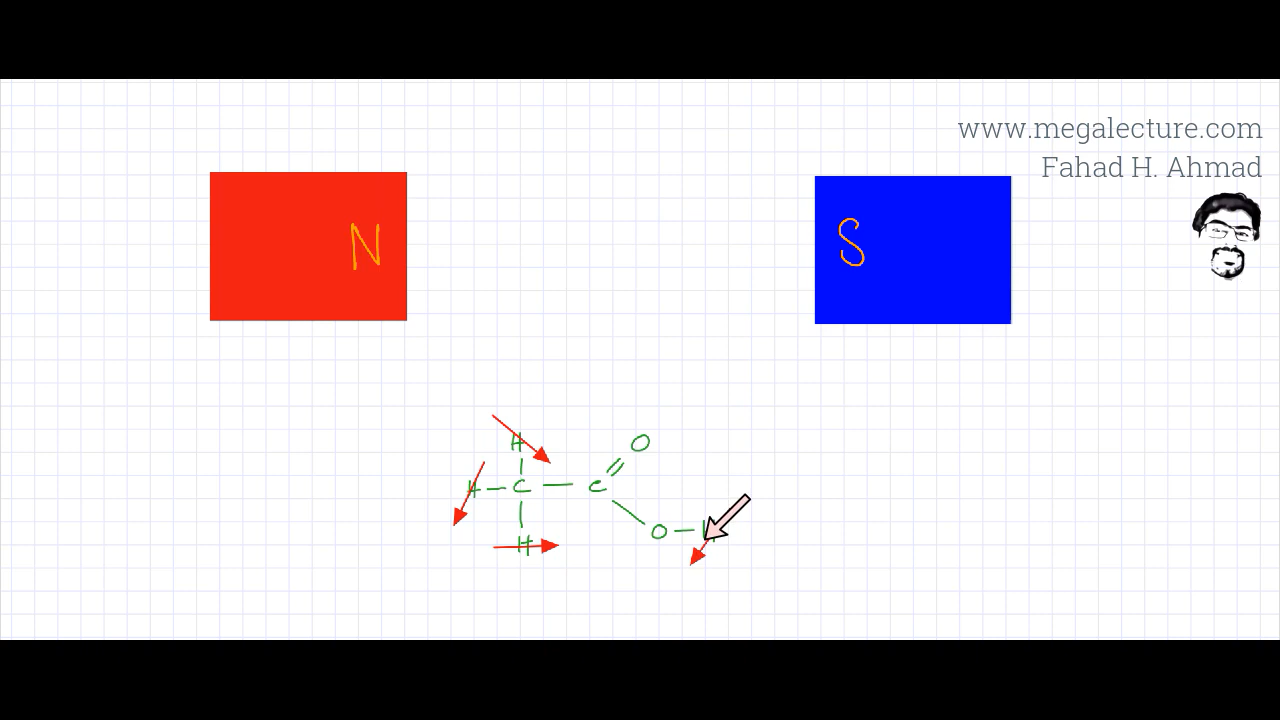 www.megalecture.com
Fahad H. Ahmad
N
S
H O
H-C-C
O-H
H